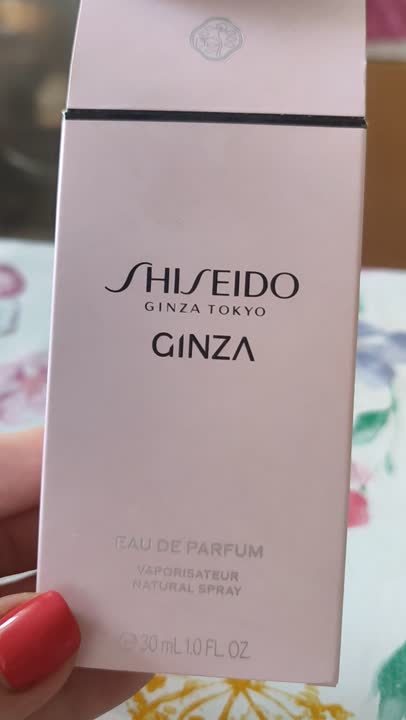 SHISEIDO
GINZA TOKYO
GINZA
EAU DE PARFUM
VAPORISATEUR
NATURAL SPRAY
℮ 30 mL 1.0 FL. OZ